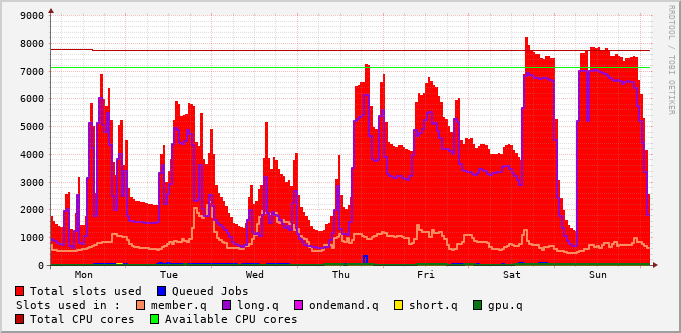 9000
8000
7000
6000
5000
4000
3000
2000
1000
0
Mon Tue Wed Thu Fri Sat Sun
RRDTOOL / TOBI OETIKER
Total slots used Queued Jobs
Slots used in : member.q long.q ondemand.q short.q gpu.q
Total CPU cores Available CPU cores